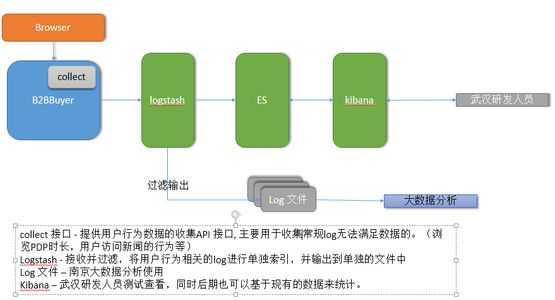 Browser
collect
B2BBuyer
logstash
ES
kibana
武汉研发人员
过滤输出
Log 文件
大数据分析
collect 接口 - 提供用户行为数据的收集API 接口, 主要用于收集常规log无法满足数据的。（浏
览PDP时长，用户访问新闻的行为等）
Logstash - 接收并过滤，将用户行为相关的log进行单独索引，并输出到单独的文件中
Log 文件 – 南京大数据分析使用
Kibana – 武汉研发人员测试查看，同时后期也可以基于现有的数据来统计。